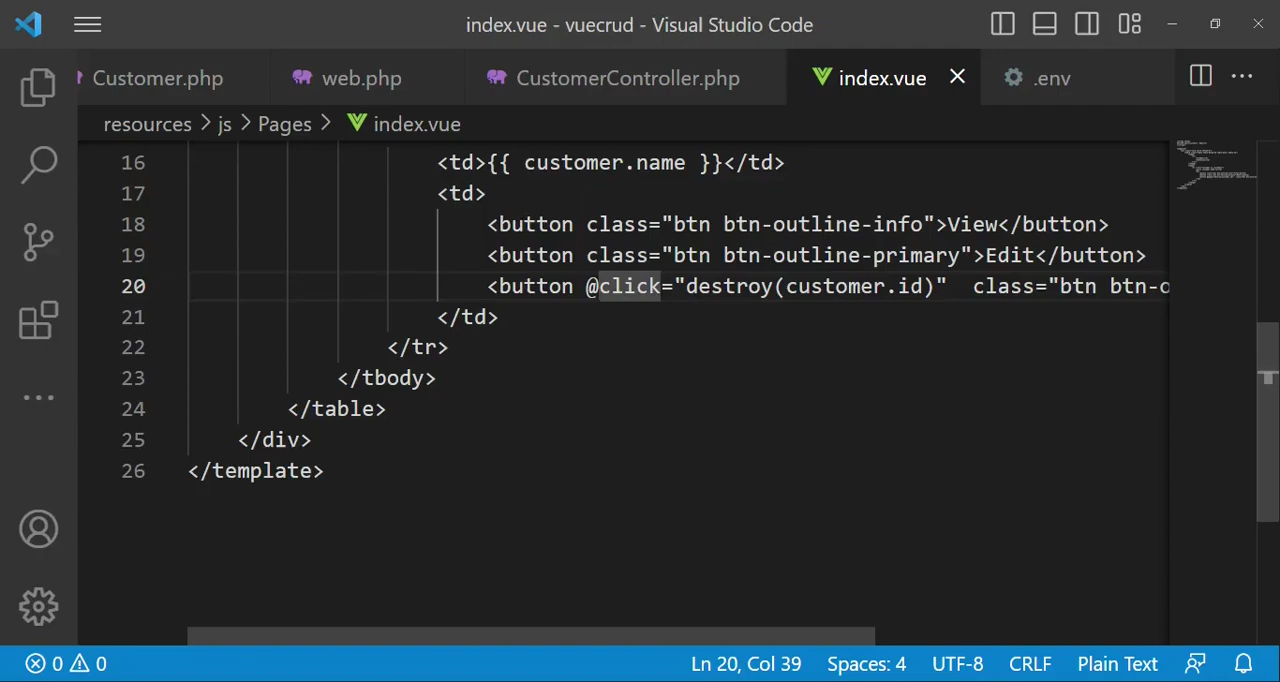 index.vue - vuecrud - Visual Studio Code
Customer.php web.php CustomerController.php index.vue .env
resources > js > Pages > index.vue
16 <td>{{ customer.name }}</td>
17 <td>
18 <button class="btn btn-outline-info">View</button>
19 <button class="btn btn-outline-primary">Edit</button>
20 <button @click="destroy(customer.id)"  class="btn btn-o
21 </td>
22 </tr>
23 </tbody>
24 </table>
25 </div>
26 </template>
0 0 Ln 20, Col 39 Spaces: 4 UTF-8 CRLF Plain Text